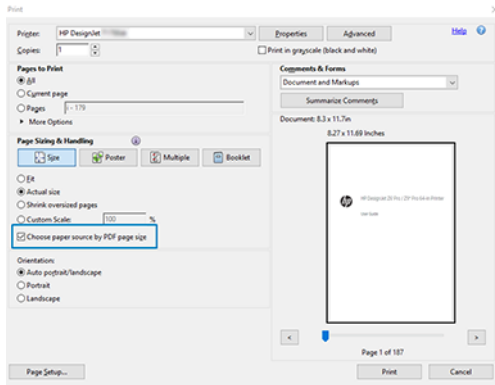 Print
Printer: HP DesignJet Properties Advanced Help
Copies: 1 Print in grayscale (black and white)
Pages to Print
All
Current page
Pages 1 - 179
More Options
Page Sizing & Handling
Size Poster Multiple Booklet
Fit
Actual size
Shrink oversized pages
Custom Scale: 100 %
Choose paper source by PDF page size
Orientation:
Auto portrait/landscape
Portrait
Landscape
Comments & Forms
Document and Markups
Summarize Comments
Document: 8.3 x 11.7in
8.27 x 11.69 Inches
hp
User Guide
< >
Page 1 of 187
Page Setup... Print Cancel